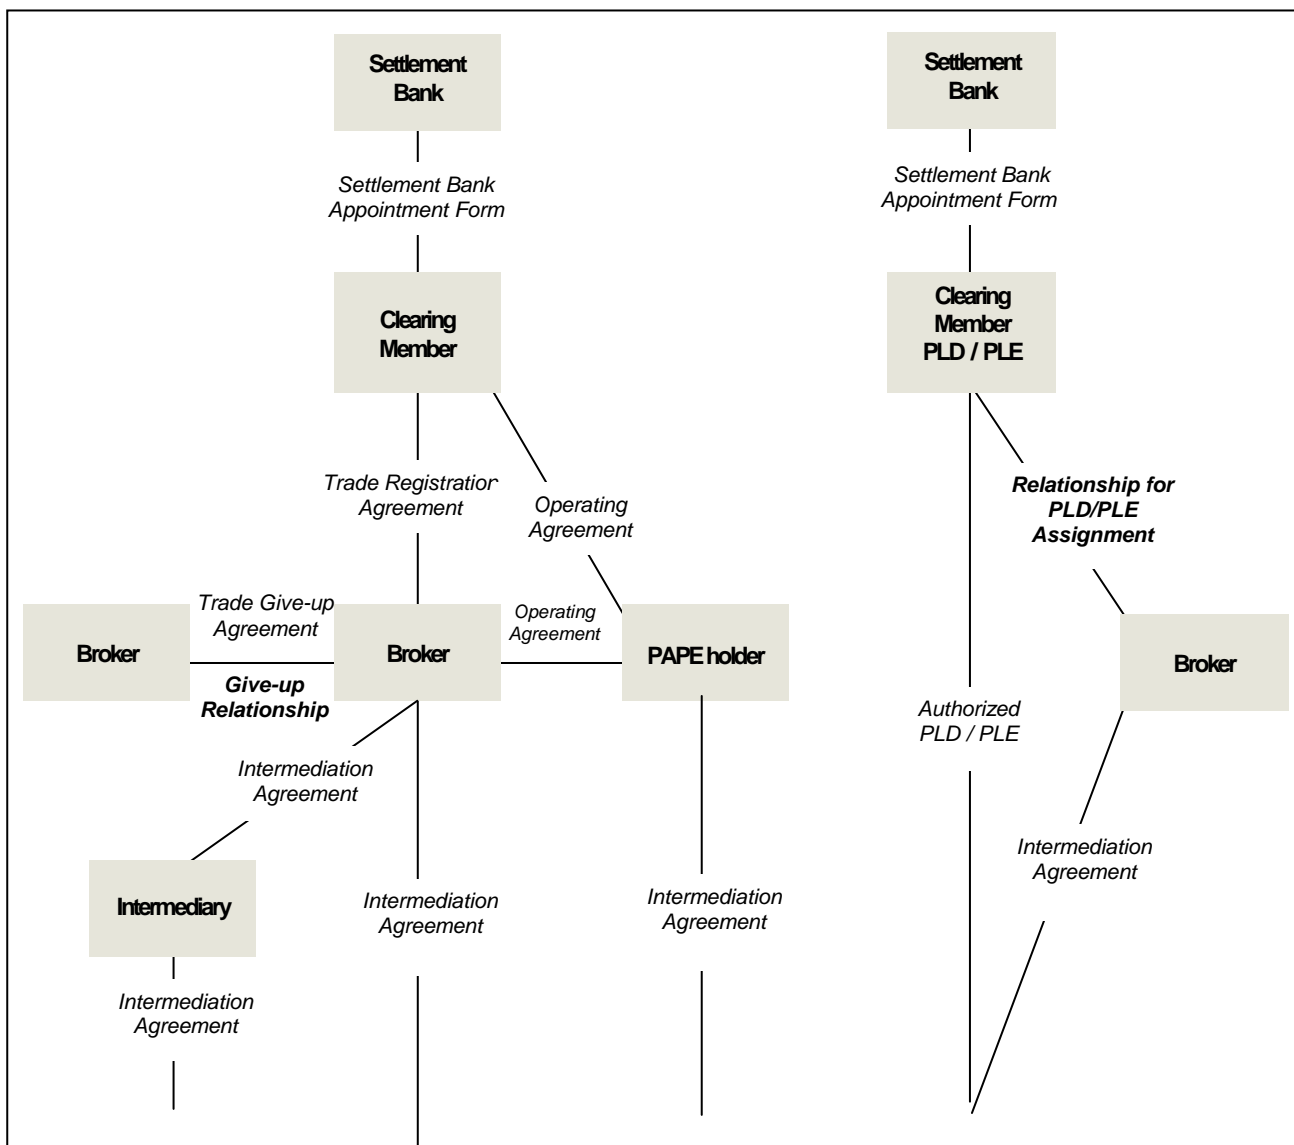 Settlement
Bank
Settlement Bank
Appointment Form
Clearing
Member
Trade Registration
Agreement
Operating
Agreement
Trade Give-up
Agreement
Broker
Give-up
Relationship
Broker
Operating
Agreement
PAPE holder
Intermediation
Agreement
Intermediary
Intermediation
Agreement
Intermediation
Agreement
Intermediation
Agreement
Settlement
Bank
Settlement Bank
Appointment Form
Clearing
Member
PLD / PLE
Relationship for
PLD/PLE
Assignment
Broker
Authorized
PLD / PLE
Intermediation
Agreement